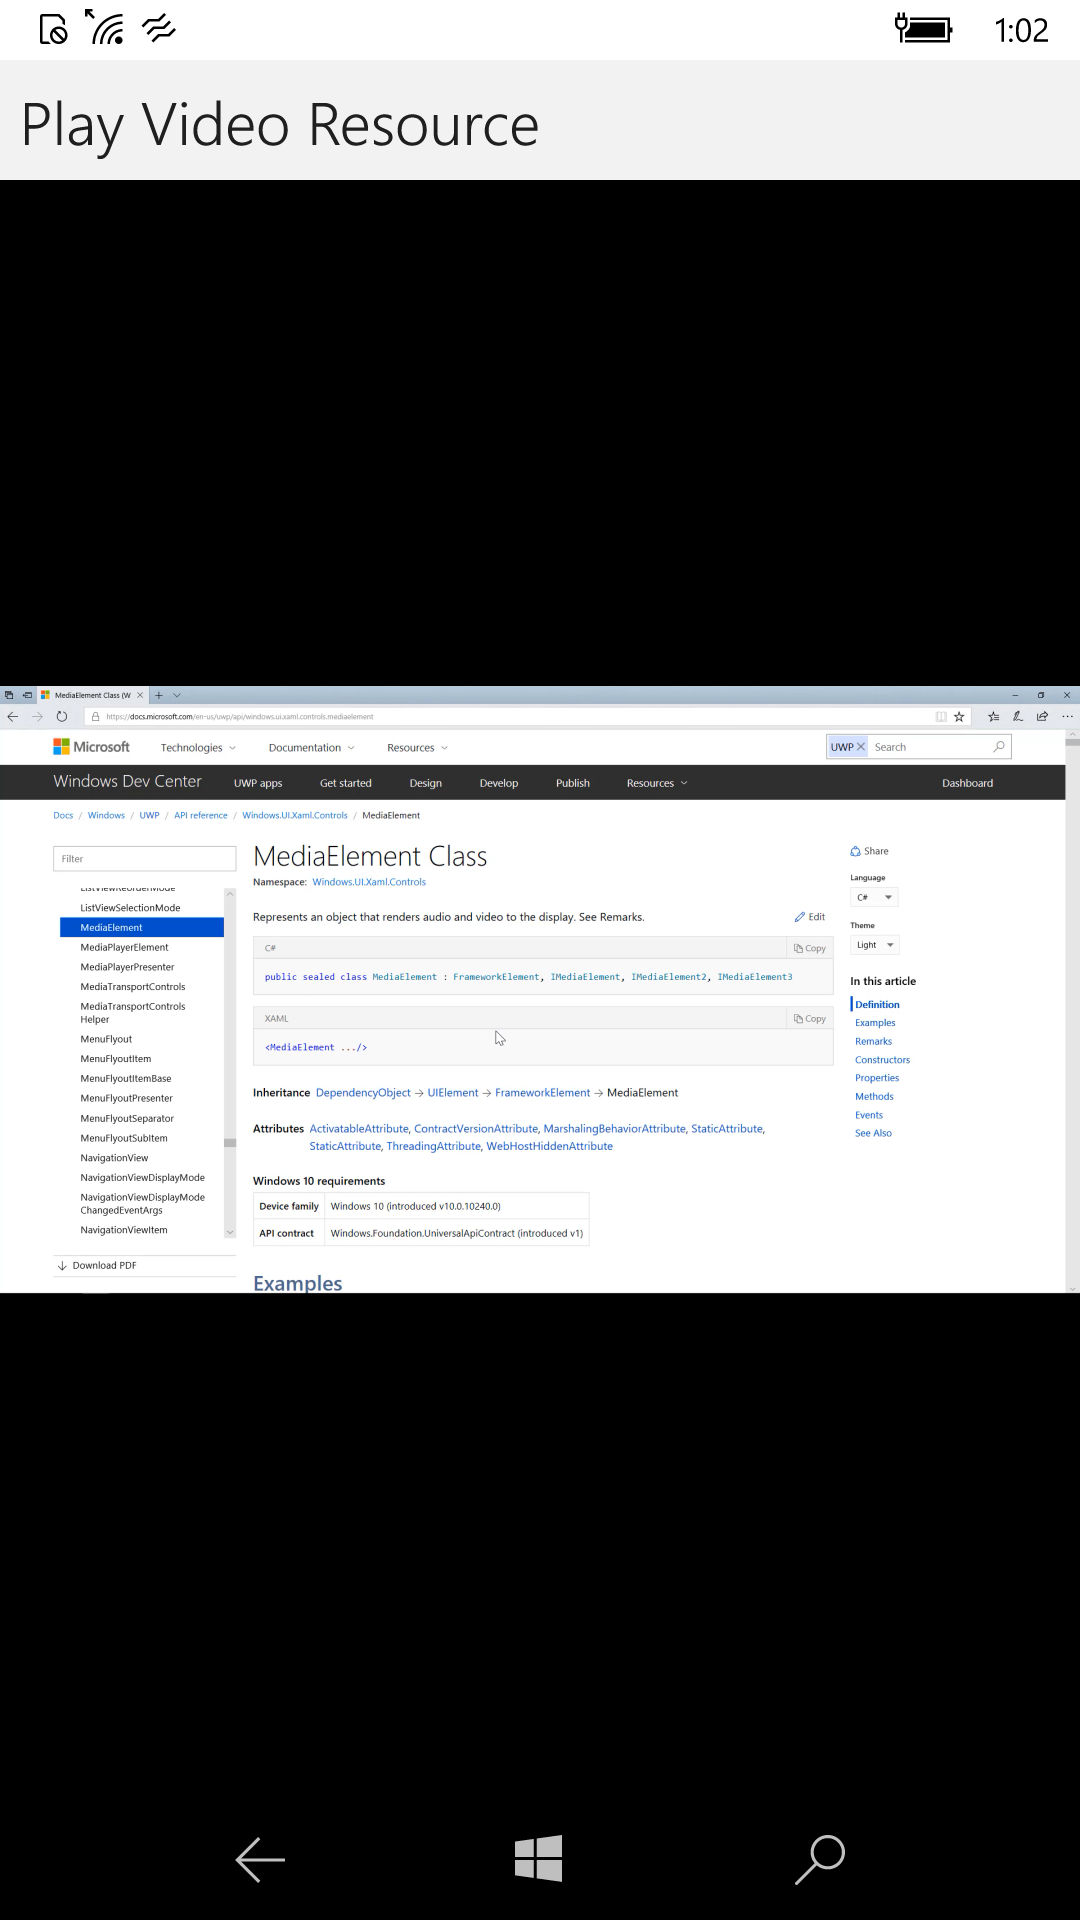 1:02
Play Video Resource
MediaElement Class (W
https://docs.microsoft.com/en-us/uwp/api/windows.ui.xaml.controls.mediaelement
Microsoft Technologies Documentation Resources UWP Search
Windows Dev Center UWP apps Get started Design Develop Publish Resources Dashboard
Docs / Windows / UWP / API reference / Windows.UI.Xaml.Controls / MediaElement
Filter
ListViewReorderMode
ListViewSelectionMode
MediaElement
MediaPlayerElement
MediaPlayerPresenter
MediaTransportControls
MediaTransportControls
Helper
MenuFlyout
MenuFlyoutItem
MenuFlyoutItemBase
MenuFlyoutPresenter
MenuFlyoutSeparator
MenuFlyoutSubItem
NavigationView
NavigationViewDisplayMode
NavigationViewDisplayMode
ChangedEventArgs
NavigationViewItem
Download PDF
MediaElement Class
Namespace: Windows.UI.Xaml.Controls
Represents an object that renders audio and video to the display. See Remarks.
Edit
C# Copy
public sealed class MediaElement : FrameworkElement, IMediaElement, IMediaElement2, IMediaElement3
XAML Copy
<MediaElement .../>
Inheritance DependencyObject → UIElement → FrameworkElement → MediaElement
Attributes ActivatableAttribute, ContractVersionAttribute, MarshalingBehaviorAttribute, StaticAttribute,
StaticAttribute, ThreadingAttribute, WebHostHiddenAttribute
Windows 10 requirements
Device family Windows 10 (introduced v10.0.10240.0)
API contract Windows.Foundation.UniversalApiContract (introduced v1)
Examples
Share
Language
C#
Theme
Light
In this article
Definition
Examples
Remarks
Constructors
Properties
Methods
Events
See Also